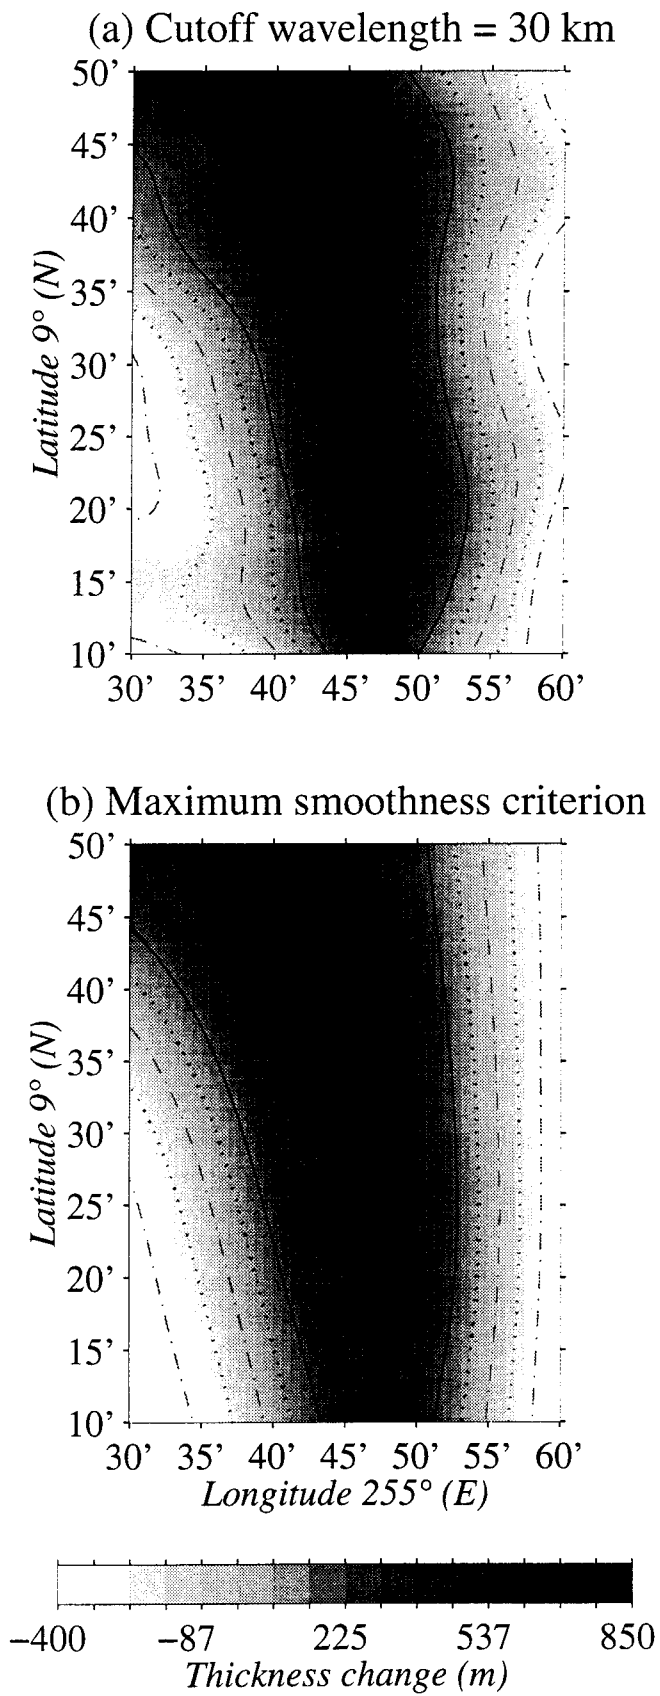 (a) Cutoff wavelength = 30 km
50'
45'
40'
35'
30'
25'
20'
15'
10'
Latitude 9° (N)
30' 35' 40' 45' 50' 55' 60'
(b) Maximum smoothness criterion
50'
45'
40'
35'
30'
25'
20'
15'
10'
Latitude 9° (N)
30' 35' 40' 45' 50' 55' 60'
Longitude 255° (E)
−400 −87 225 537 850
Thickness change (m)